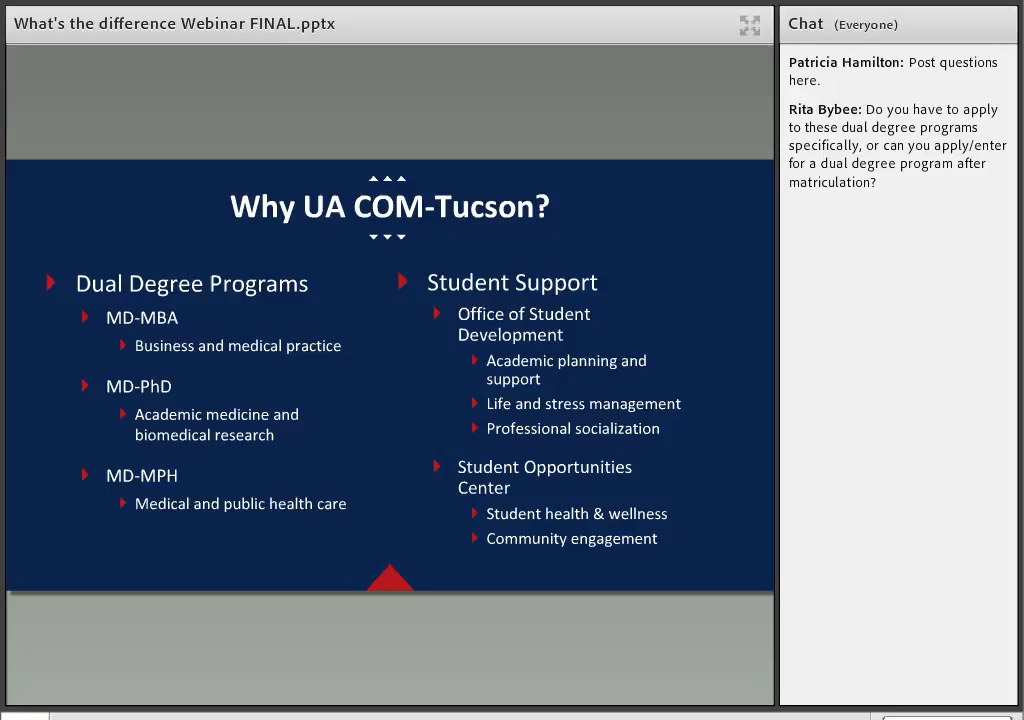 What's the difference Webinar FINAL.pptx
Why UA COM-Tucson?
Dual Degree Programs
MD-MBA
Business and medical practice
MD-PhD
Academic medicine and
biomedical research
MD-MPH
Medical and public health care
Student Support
Office of Student
Development
Academic planning and
support
Life and stress management
Professional socialization
Student Opportunities
Center
Student health & wellness
Community engagement
Chat (Everyone)
Patricia Hamilton: Post questions
here.
Rita Bybee: Do you have to apply
to these dual degree programs
specifically, or can you apply/enter
for a dual degree program after
matriculation?